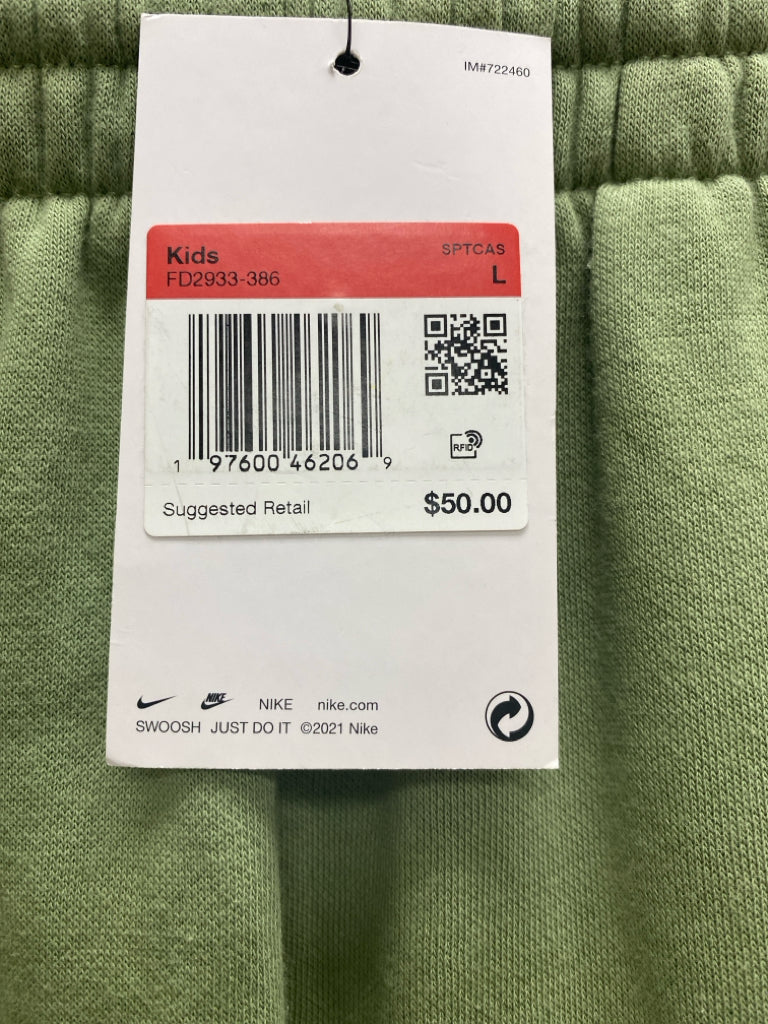 IM#722460
Kids
SPTCAS
FD2933-386
L
RFID
1 97600 46206 9
Suggested Retail $50.00
NIKE NIKE nike.com
SWOOSH JUST DO IT ©2021 Nike